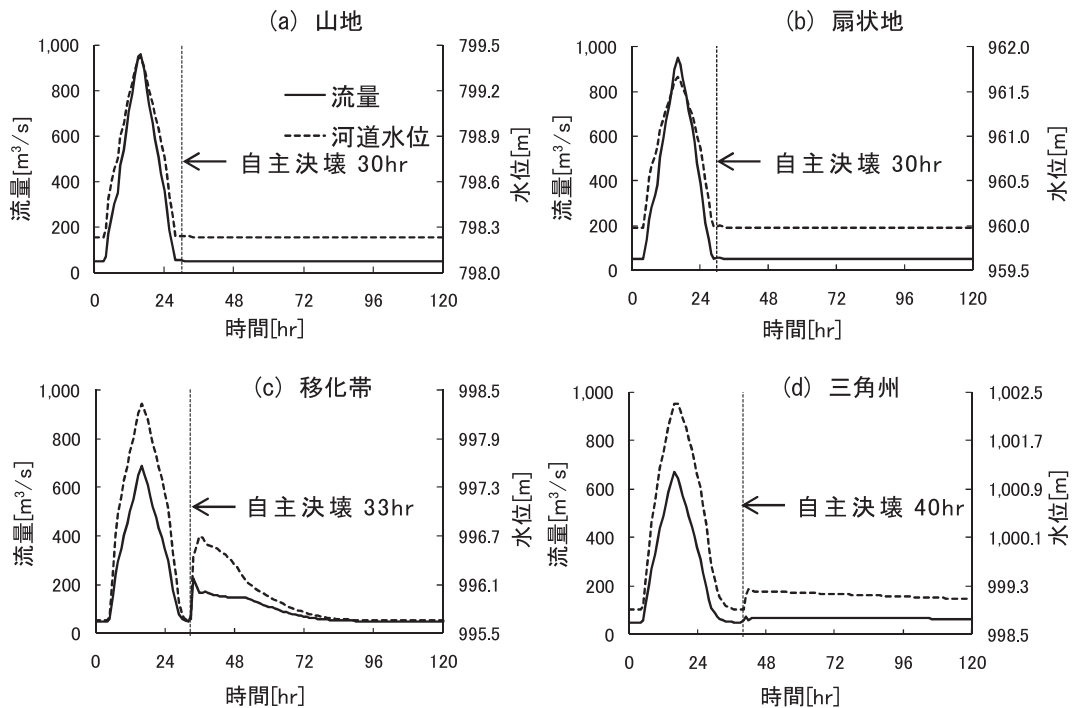 (a) 山地
1,000
800
600
400
200
0
流量[m³/s]
799.5
799.2
798.9
798.6
798.3
798.0
水位[m]
流量
河道水位
自主決壊 30hr
0 24 48 72 96 120
時間[hr]
(b) 扇状地
1,000
800
600
400
200
0
流量[m³/s]
962.0
961.5
961.0
960.5
960.0
959.5
水位[m]
自主決壊 30hr
0 24 48 72 96 120
時間[hr]
(c) 移化帯
1,000
800
600
400
200
0
流量[m³/s]
998.5
997.9
997.3
996.7
996.1
995.5
水位[m]
自主決壊 33hr
0 24 48 72 96 120
時間[hr]
(d) 三角州
1,000
800
600
400
200
0
流量[m³/s]
1,002.5
1,001.7
1,000.9
1,000.1
999.3
998.5
水位[m]
自主決壊 40hr
0 24 48 72 96 120
時間[hr]